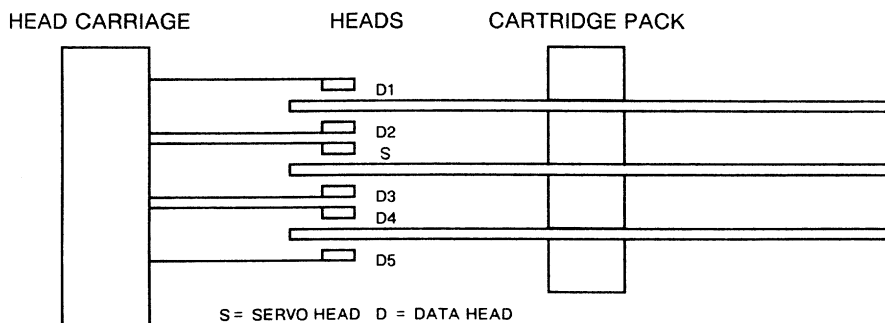 HEAD CARRIAGE HEADS CARTRIDGE PACK
D1
D2
S
D3
D4
D5
S = SERVO HEAD D = DATA HEAD